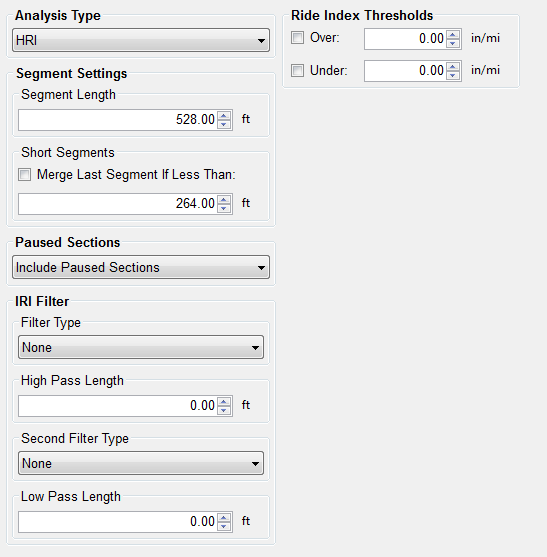 Analysis Type
HRI
Segment Settings
Segment Length
528.00 ft
Short Segments
Merge Last Segment If Less Than:
264.00 ft
Paused Sections
Include Paused Sections
IRI Filter
Filter Type
None
High Pass Length
0.00 ft
Second Filter Type
None
Low Pass Length
0.00 ft
Ride Index Thresholds
Over: 0.00 in/mi
Under: 0.00 in/mi